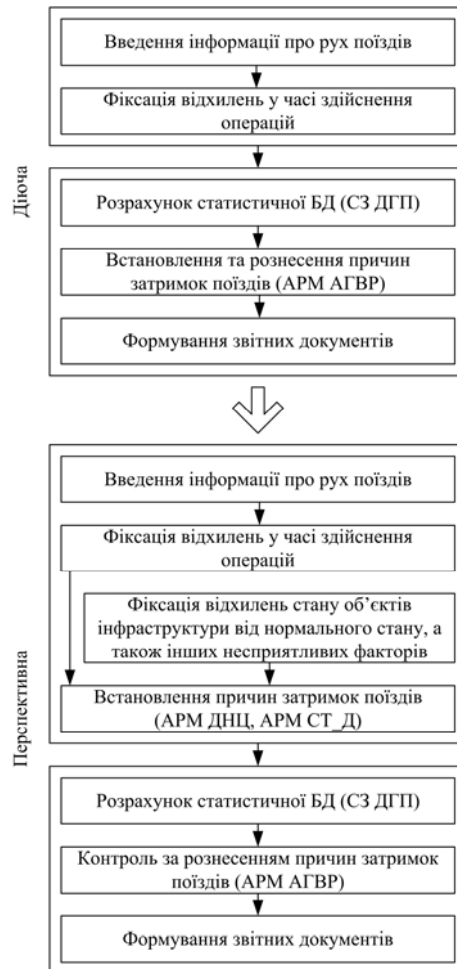 Діюча
Введення інформації про рух поїздів
Фіксація відхилень у часі здійснення
операцій
Розрахунок статистичної БД (СЗ ДГП)
Встановлення та рознесення причин
затримок поїздів (АРМ АГВР)
Формування звітних документів
Перспективна
Введення інформації про рух поїздів
Фіксація відхилень у часі здійснення
операцій
Фіксація відхилень стану об’єктів
інфраструктури від нормального стану, а
також інших несприятливих факторів
Встановлення причин затримок поїздів
(АРМ ДНЦ, АРМ СТ_Д)
Розрахунок статистичної БД (СЗ ДГП)
Контроль за рознесенням причин затримок
поїздів (АРМ АГВР)
Формування звітних документів